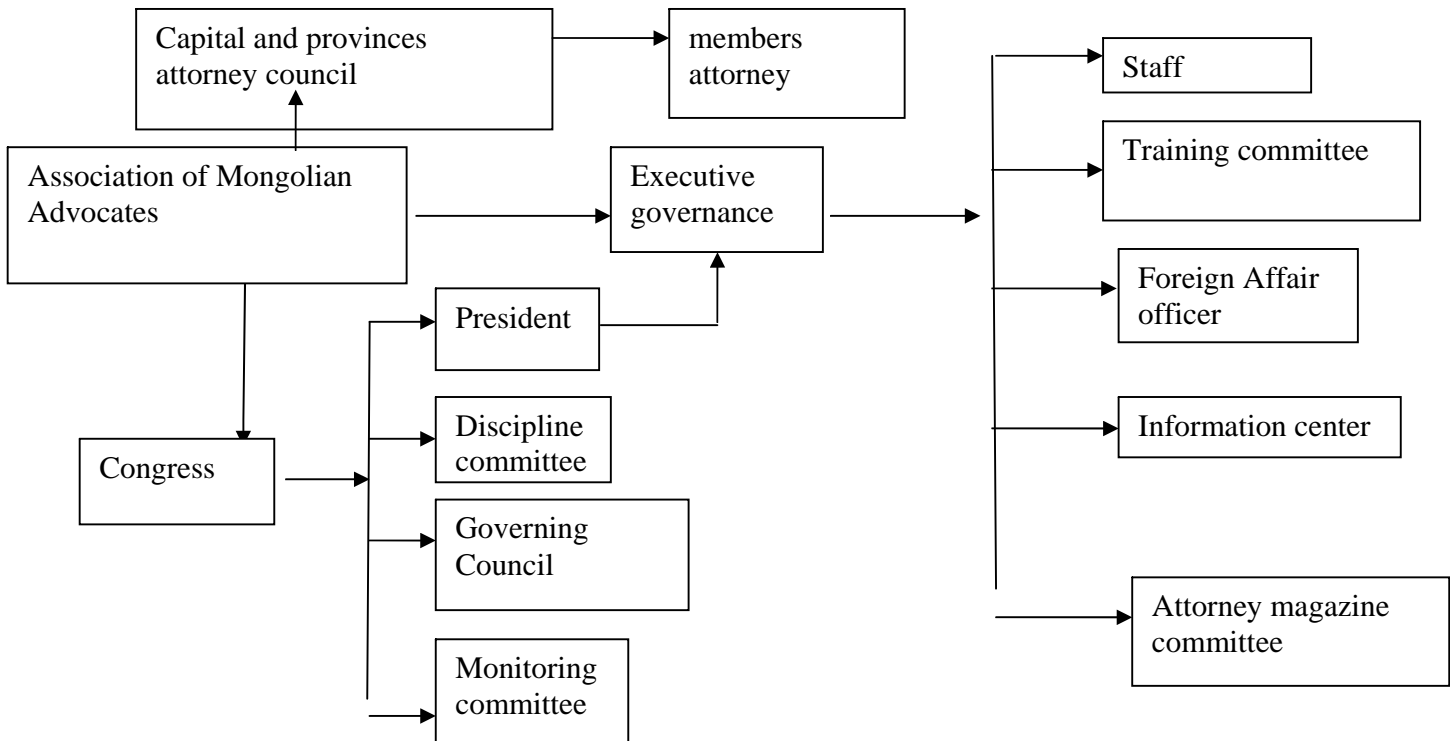 Capital and provinces
attorney council
members
attorney
Staff
Training committee
Association of Mongolian
Advocates
Executive
governance
Foreign Affair
officer
President
Information center
Discipline
committee
Congress
Governing
Council
Attorney magazine
committee
Monitoring
committee